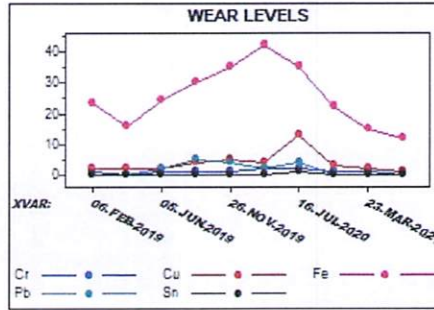 WEAR LEVELS
40
30
20
10
0
XVAR:
06.FEB.2019
05.JUN.2019
26.NOV.2019
16.JUL.2020
Cr Cu Fe
Pb Sn